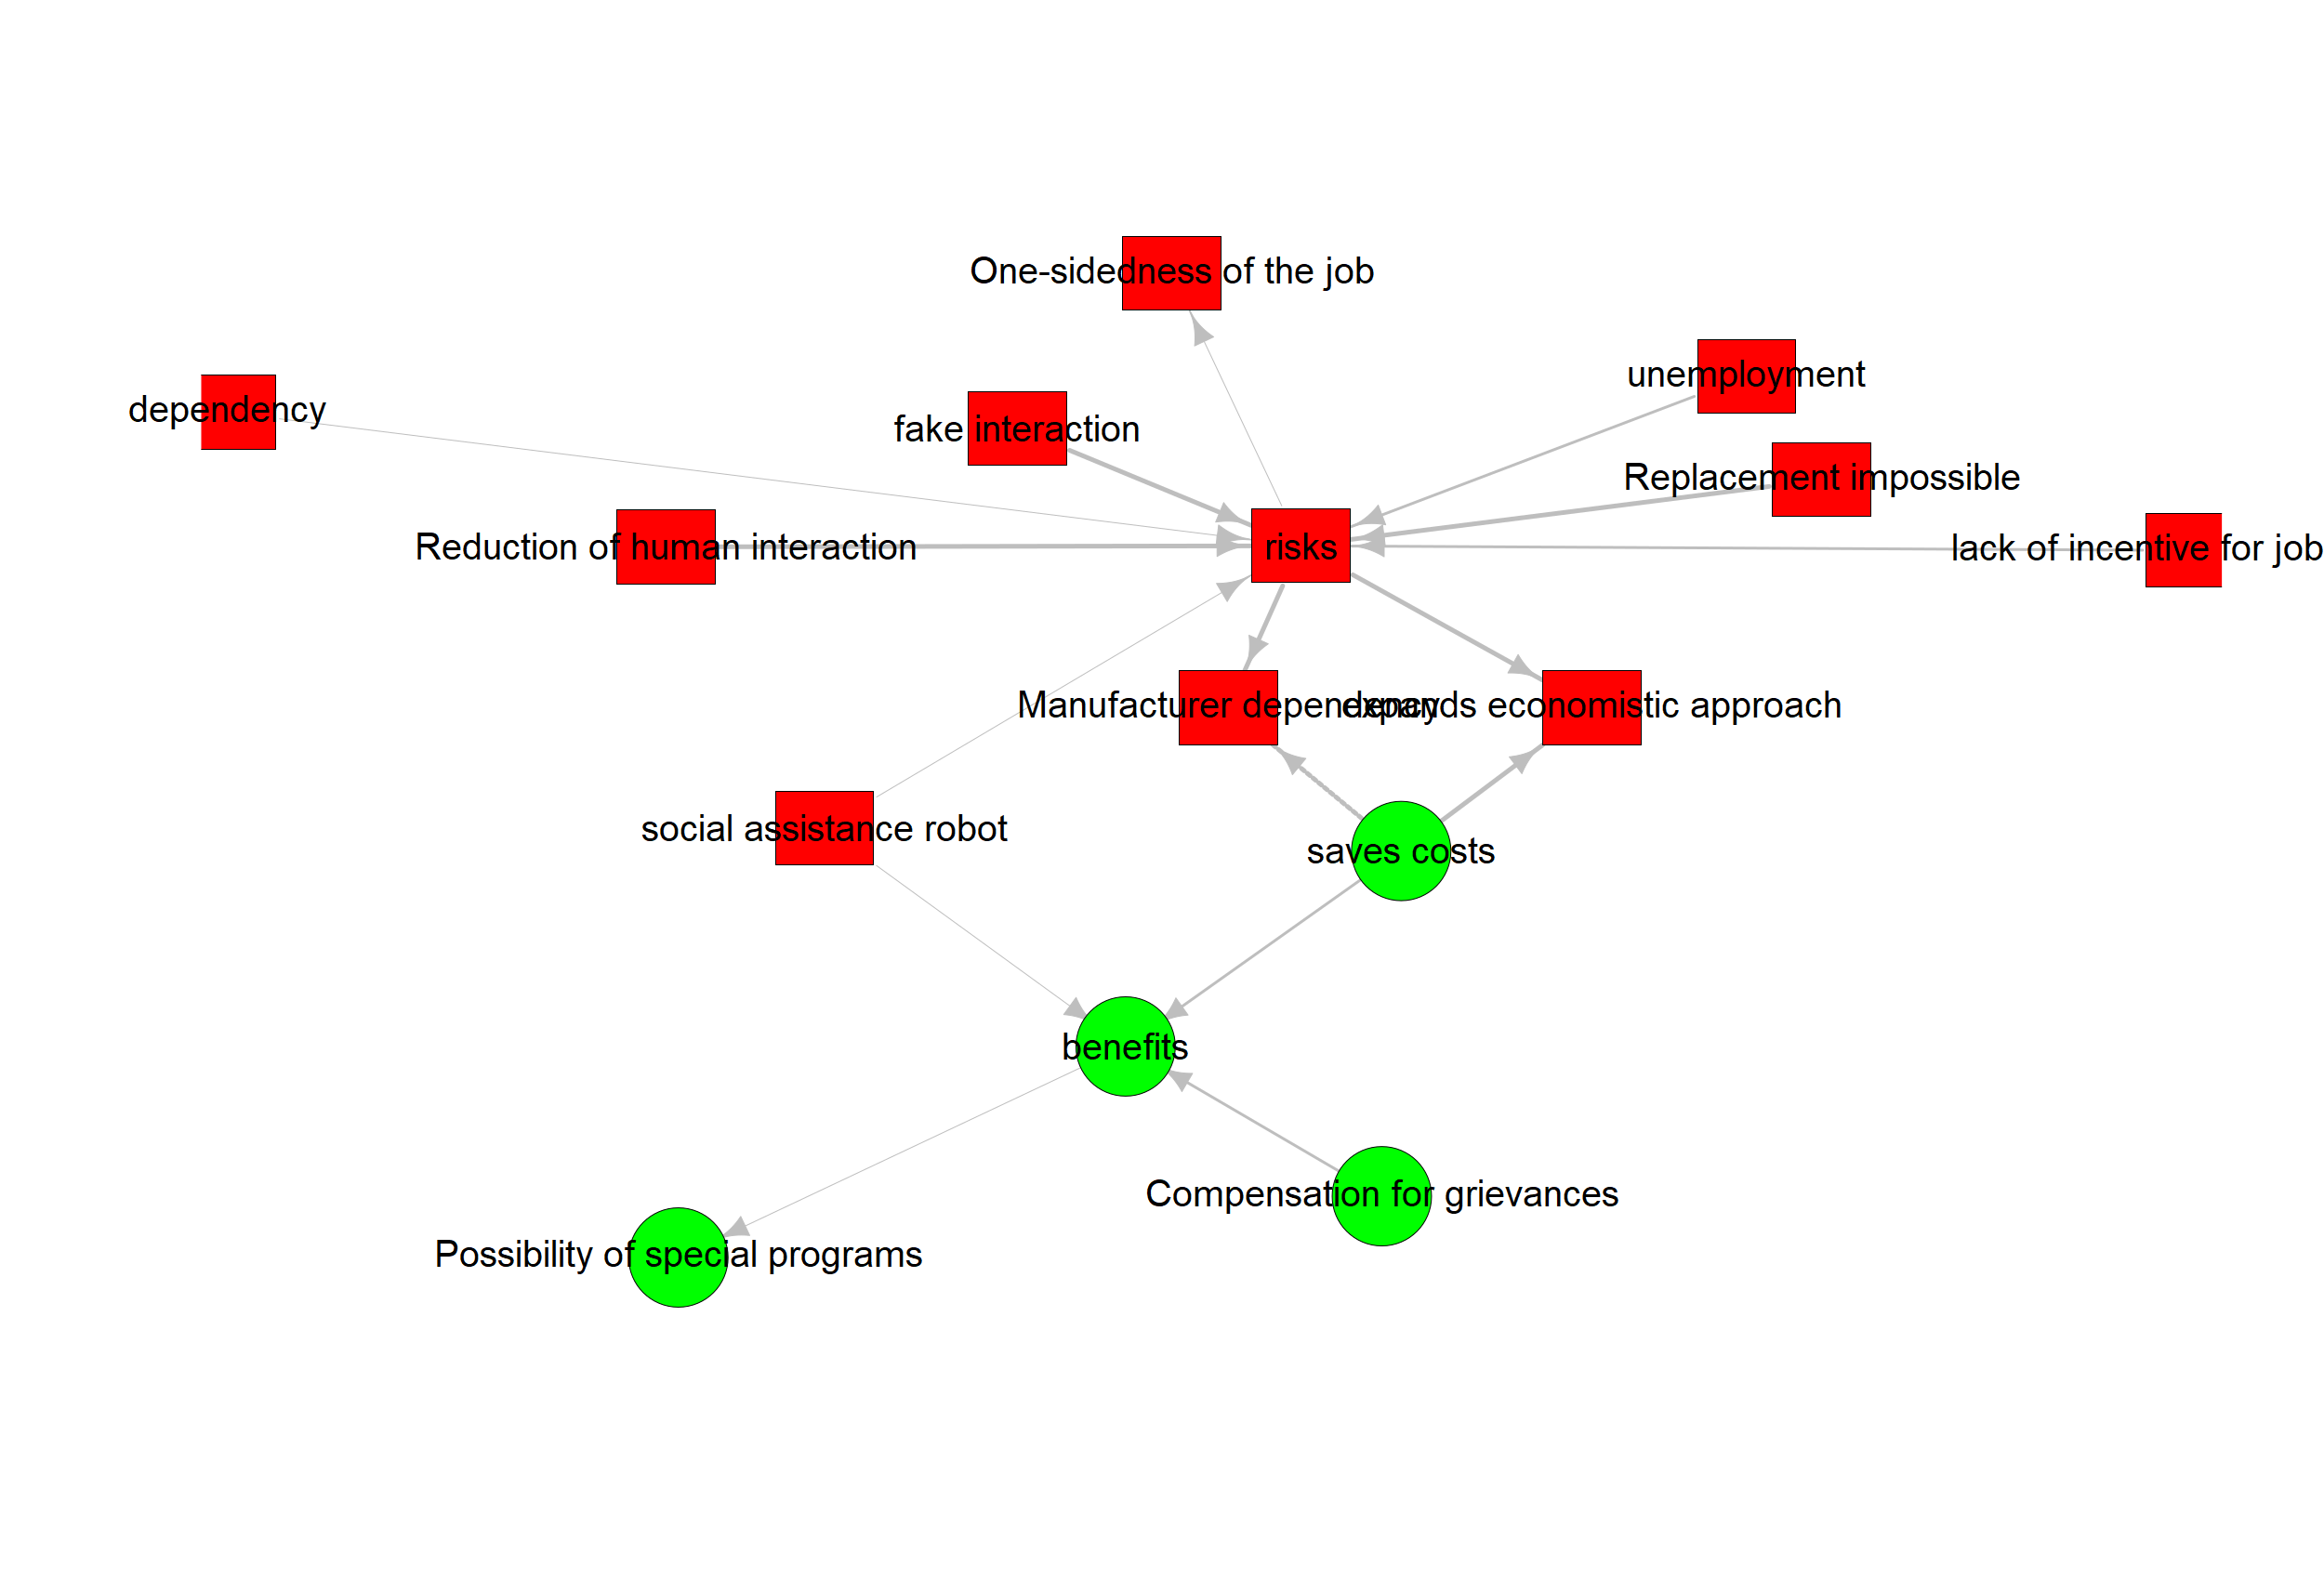 One-sidedness of the job
unemployment
dependency
fake interaction
Replacement impossible
Reduction of human interaction
risks
lack of incentive for job
Manufacturer dependency
expands economistic approach
social assistance robot
saves costs
benefits
Compensation for grievances
Possibility of special programs